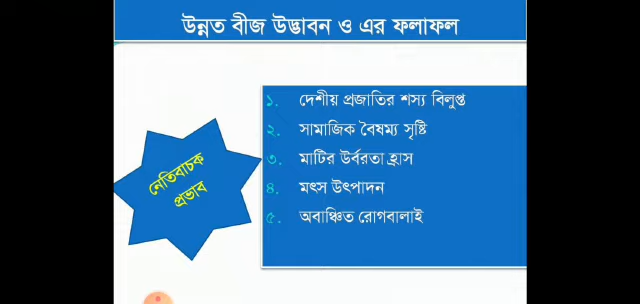 উন্নত বীজ উদ্ভাবন ও এর ফলাফল
নেতিবাচক
প্রভাব
১. দেশীয় প্রজাতির শস্য বিলুপ্ত
২. সামাজিক বৈষম্য সৃষ্টি
৩. মাটির উর্বরতা হ্রাস
৪. মৎস উৎপাদন
৫. অবাঞ্চিত রোগবালাই